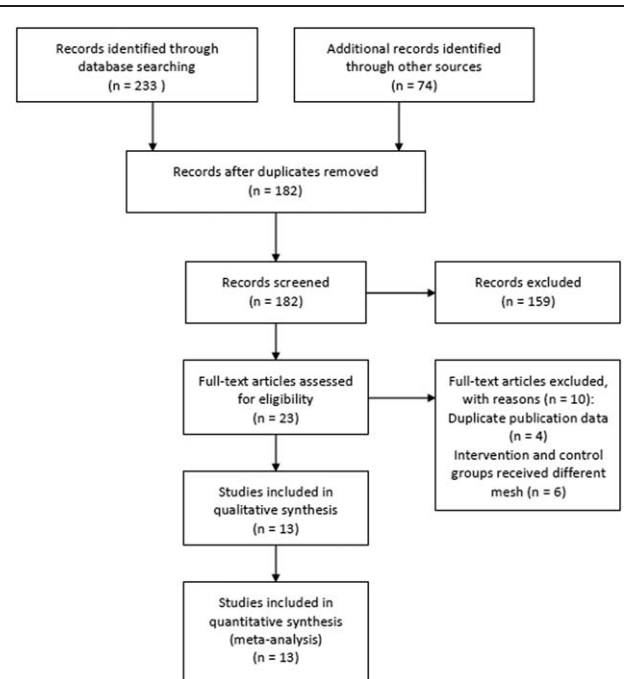 Records identified through
database searching
(n = 233 )
Additional records identified
through other sources
(n = 74)
Records after duplicates removed
(n = 182)
Records screened
(n = 182)
Records excluded
(n = 159)
Full-text articles assessed
for eligibility
(n = 23)
Full-text articles excluded,
with reasons (n = 10):
Duplicate publication data
(n = 4)
Intervention and control
groups received different
mesh (n = 6)
Studies included in
qualitative synthesis
(n = 13)
Studies included in
quantitative synthesis
(meta-analysis)
(n = 13)